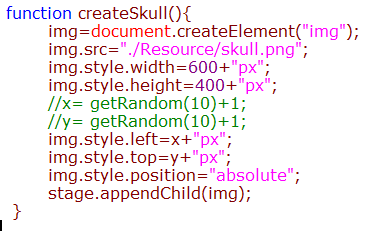 function createSkull(){
img=document.createElement("img");
img.src="./Resource/skull.png";
img.style.width=600+"px";
img.style.height=400+"px";
//x= getRandom(10)+1;
//y= getRandom(10)+1;
img.style.left=x+"px";
img.style.top=y+"px";
img.style.position="absolute";
stage.appendChild(img);
}